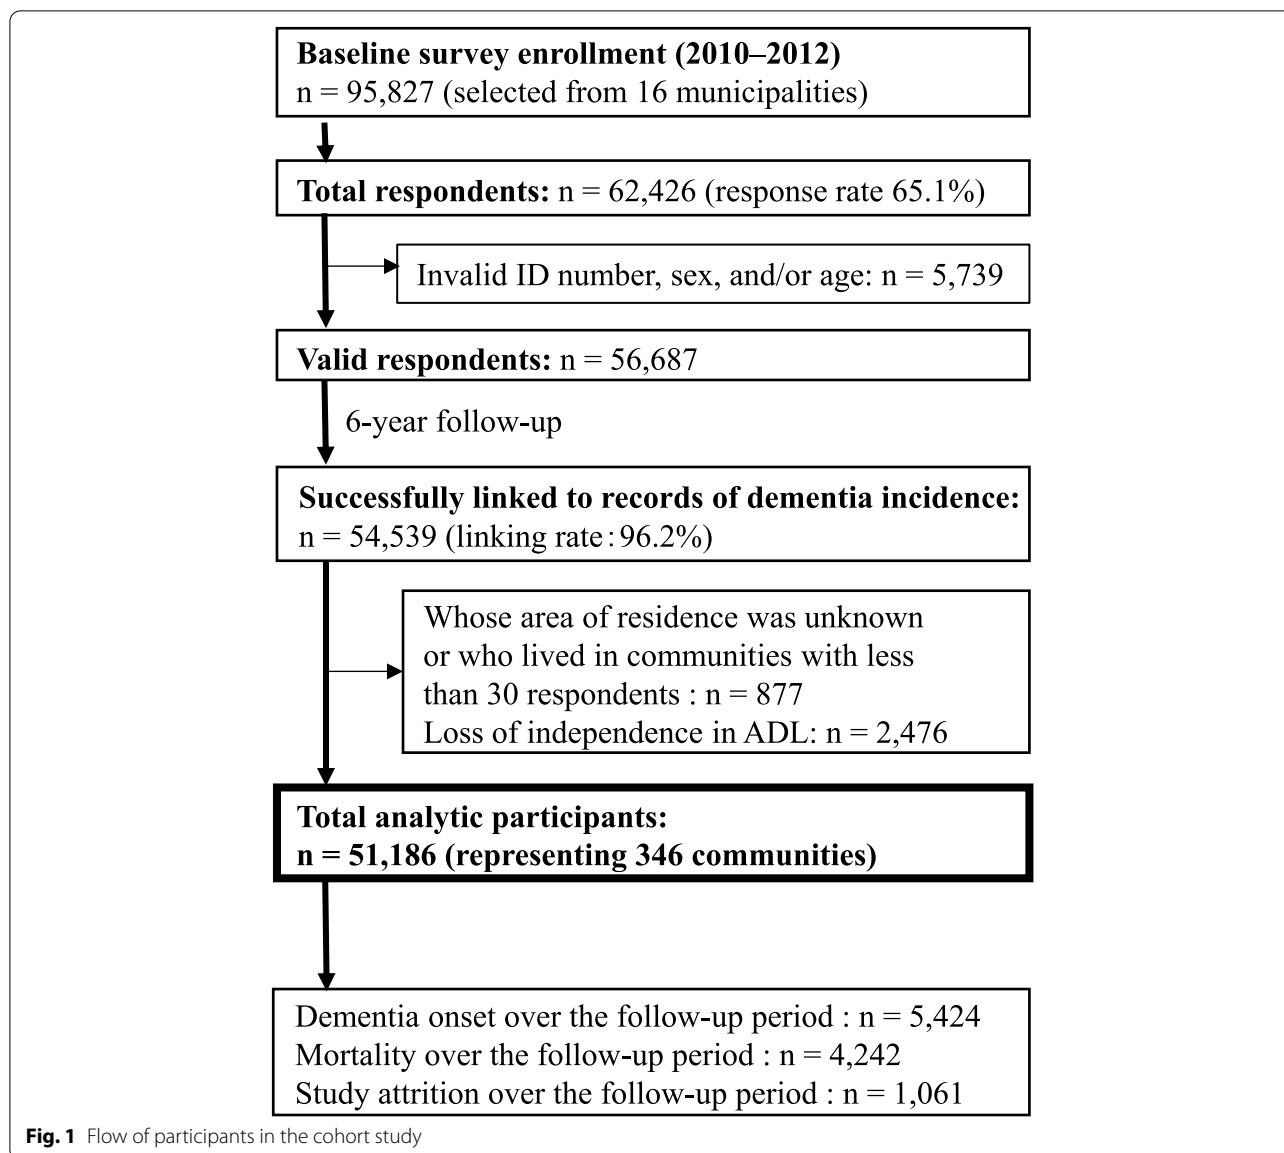 Baseline survey enrollment (2010–2012)
n = 95,827 (selected from 16 municipalities)
Total respondents: n = 62,426 (response rate 65.1%)
Invalid ID number, sex, and/or age: n = 5,739
Valid respondents: n = 56,687
6-year follow-up
Successfully linked to records of dementia incidence:
n = 54,539 (linking rate : 96.2%)
Whose area of residence was unknown
or who lived in communities with less
than 30 respondents : n = 877
Loss of independence in ADL: n = 2,476
Total analytic participants:
n = 51,186 (representing 346 communities)
Dementia onset over the follow-up period : n = 5,424
Mortality over the follow-up period : n = 4,242
Study attrition over the follow-up period : n = 1,061
Fig. 1 Flow of participants in the cohort study